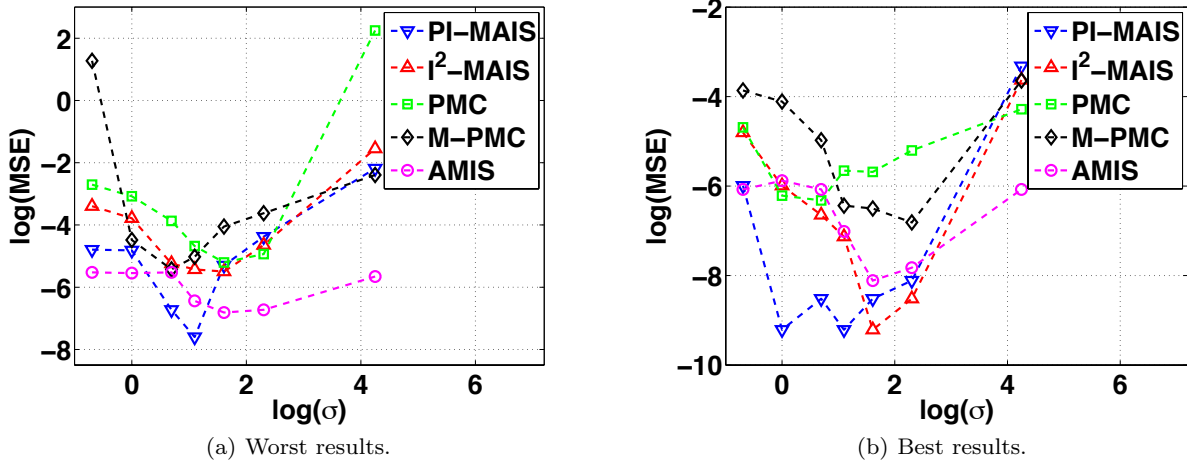 2
0
−2
−4
−6
−8
log(MSE)
0
2
4
6
log(σ)
PI−MAIS
I²−MAIS
PMC
M−PMC
AMIS
(a) Worst results.
−2
−4
−6
−8
−10
log(MSE)
0
2
4
6
log(σ)
PI−MAIS
I²−MAIS
PMC
M−PMC
AMIS
(b) Best results.